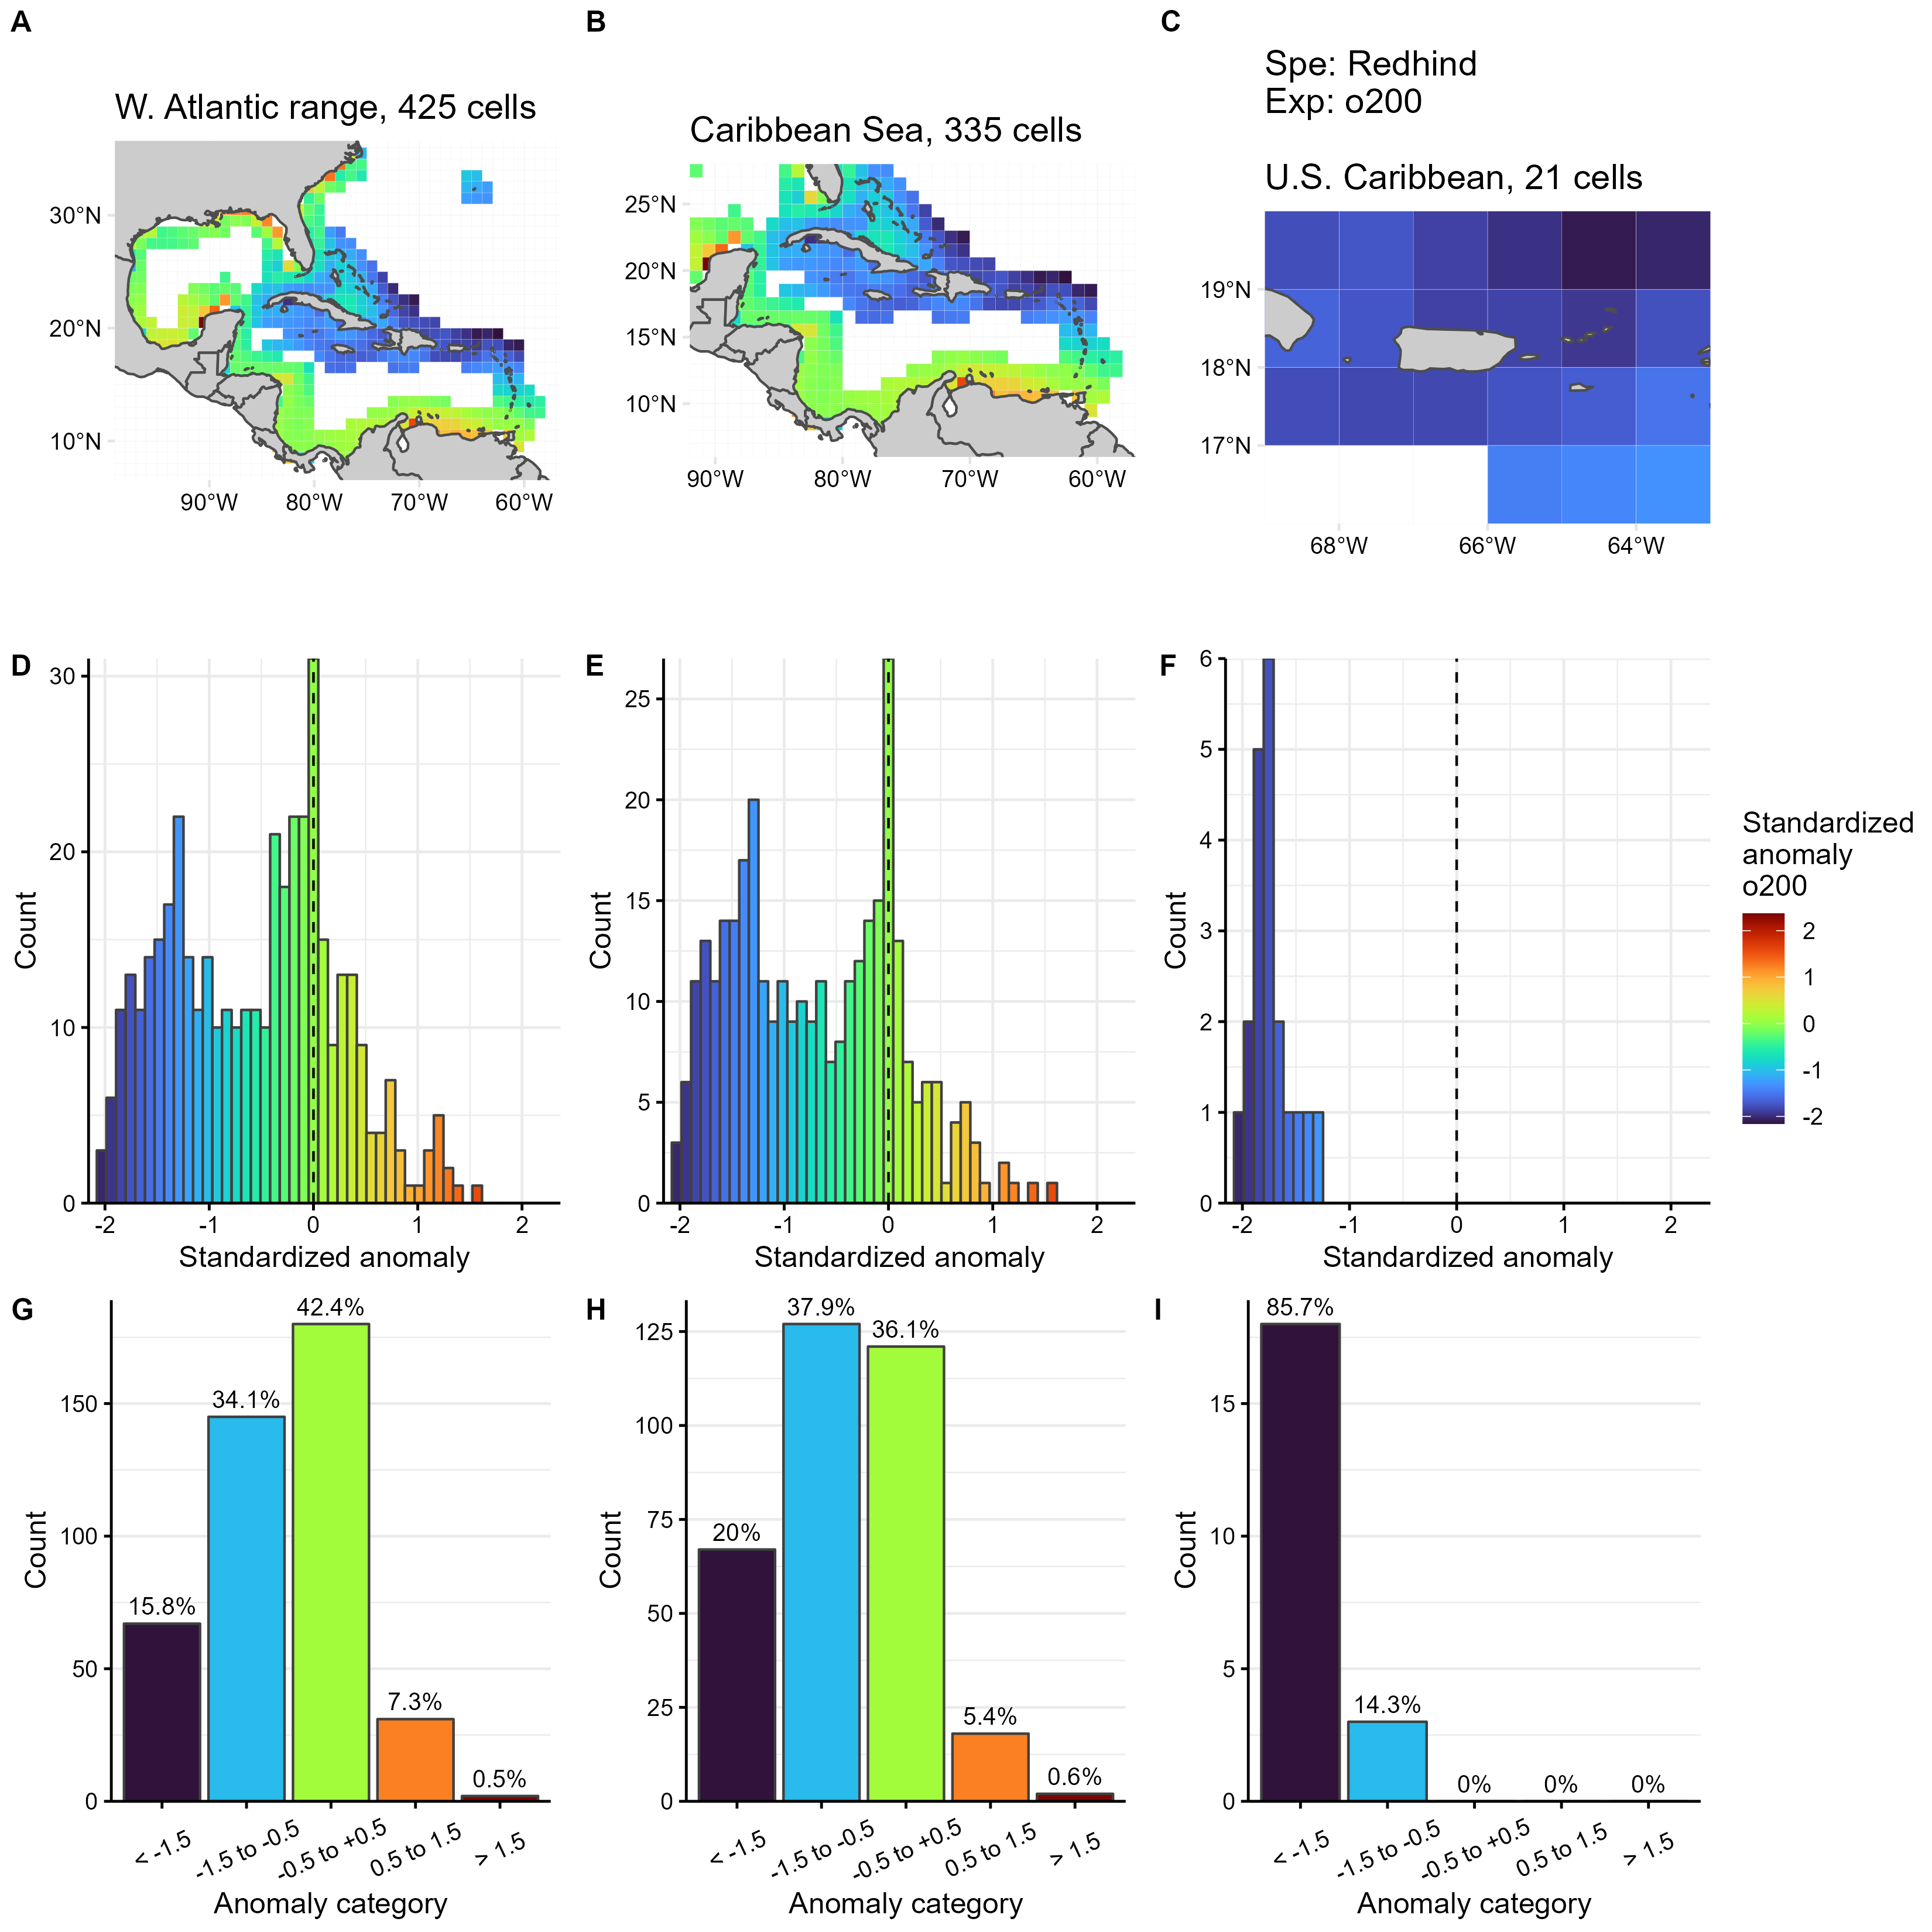 A
B
C
W. Atlantic range, 425 cells
Caribbean Sea, 335 cells
Spe: Redhind
Exp: o200
U.S. Caribbean, 21 cells
30°N
20°N
10°N
90°W
80°W
70°W
60°W
25°N
20°N
15°N
10°N
90°W
80°W
70°W
60°W
19°N
18°N
17°N
68°W
66°W
64°W
D
30
20
10
0
Count
-2
-1
0
1
2
Standardized anomaly
E
25
20
15
10
5
0
Count
-2
-1
0
1
2
Standardized anomaly
F
6
5
4
3
2
1
0
Count
-2
-1
0
1
2
Standardized anomaly
Standardized
anomaly
o200
2
1
0
-1
-2
G
150
100
50
0
Count
15.8%
34.1%
42.4%
7.3%
0.5%
< -1.5
-1.5 to -0.5
-0.5 to +0.5
0.5 to 1.5
> 1.5
Anomaly category
H
125
100
75
50
25
0
Count
20%
37.9%
36.1%
5.4%
0.6%
< -1.5
-1.5 to -0.5
-0.5 to +0.5
0.5 to 1.5
> 1.5
Anomaly category
I
15
10
5
0
Count
85.7%
14.3%
0%
0%
0%
< -1.5
-1.5 to -0.5
-0.5 to +0.5
0.5 to 1.5
> 1.5
Anomaly category